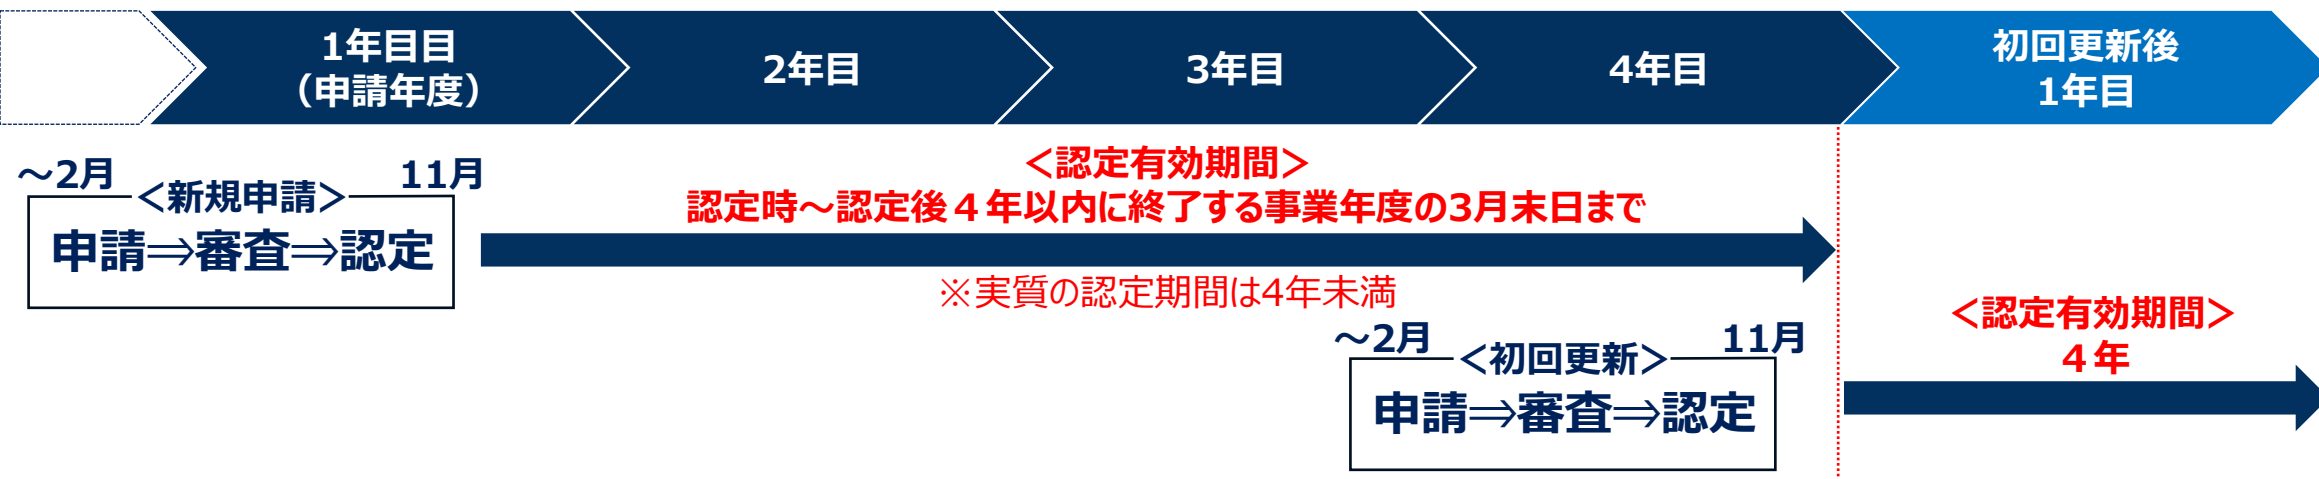 1年目目
（申請年度）
2年目
3年目
4年目
初回更新後
1年目
～2月
＜新規申請＞
11月
申請⇒審査⇒認定
＜認定有効期間＞
認定時～認定後４年以内に終了する事業年度の3月末日まで
※実質の認定期間は4年未満
～2月
＜初回更新＞
11月
申請⇒審査⇒認定
＜認定有効期間＞
４年